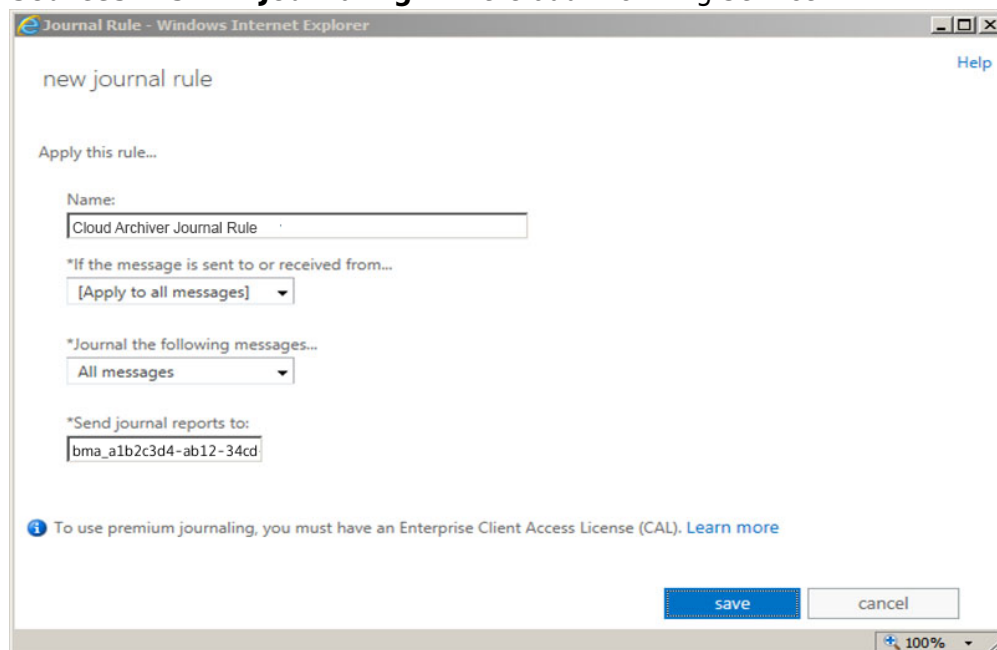 Journal Rule - Windows Internet Explorer
Help
new journal rule
Apply this rule...
Name:
Cloud Archiver Journal Rule
*If the message is sent to or received from...
[Apply to all messages]
*Journal the following messages...
All messages
*Send journal reports to:
bma_a1b2c3d4-ab12-34cd
To use premium journaling, you must have an Enterprise Client Access License (CAL). Learn more
save cancel
100%